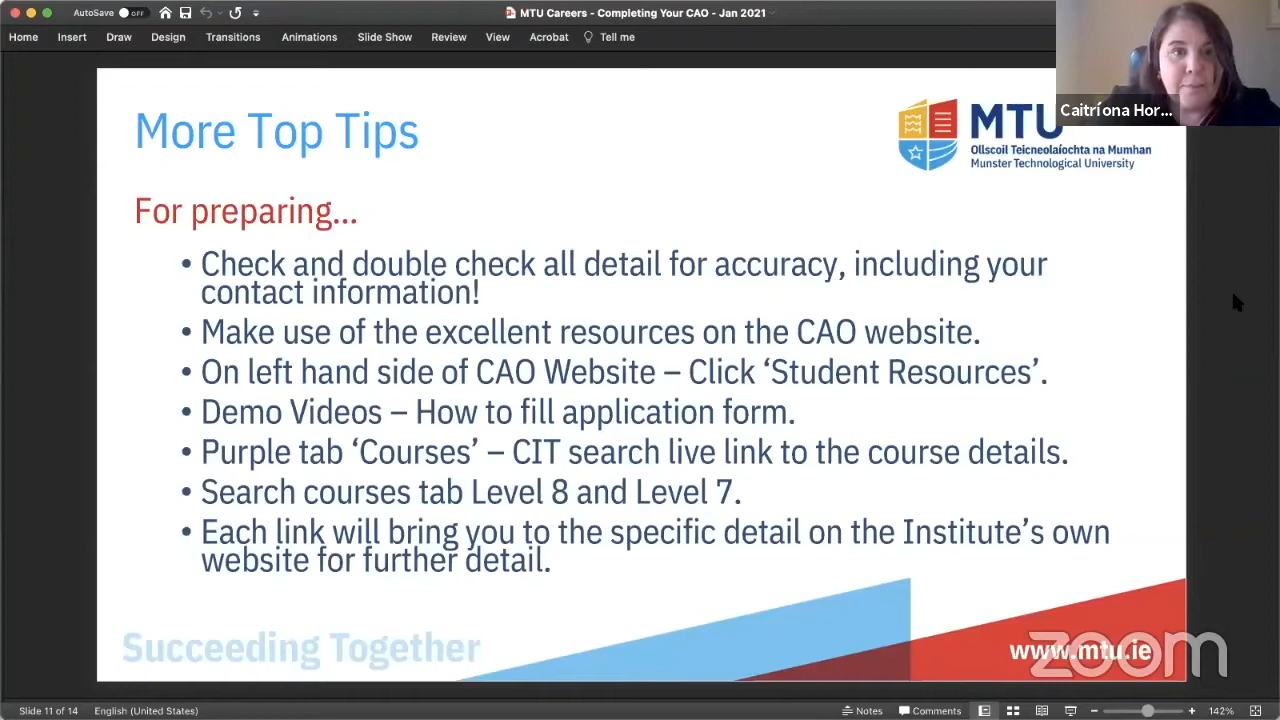 AutoSave OFF
MTU Careers - Completing Your CAO - Jan 2021
Home Insert Draw Design Transitions Animations Slide Show Review View Acrobat Tell me
Caitríona Hor...
More Top Tips
MTU
Ollscoil Teicneolaíochta na Mumhan
Munster Technological University
For preparing...
• Check and double check all detail for accuracy, including your
contact information!
• Make use of the excellent resources on the CAO website.
• On left hand side of CAO Website – Click ‘Student Resources’.
• Demo Videos – How to fill application form.
• Purple tab ‘Courses’ – CIT search live link to the course details.
• Search courses tab Level 8 and Level 7.
• Each link will bring you to the specific detail on the Institute’s own
website for further detail.
Succeeding Together
www.mtu.ie
zoom
Slide 11 of 14 English (United States) Notes Comments 142%